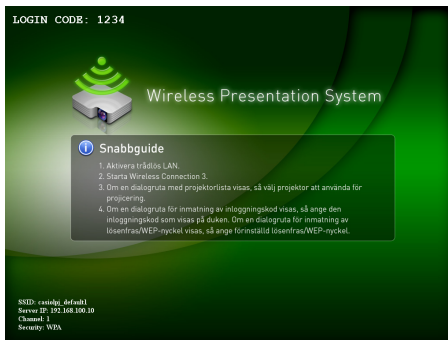 LOGIN CODE: 1234
Wireless Presentation System
Snabbguide
1. Aktivera trådlös LAN.
2. Starta Wireless Connection 3.
3. Om en dialogruta med projektorlista visas, så välj projektor att använda för
projicering.
4. Om en dialogruta för inmatning av inloggningskod visas, så ange den
inloggningskod som visas på duken. Om en dialogruta för inmatning av
lösenfras/WEP-nyckel visas, så ange förinställd lösenfras/WEP-nyckel.
SSID: casiolpj_default1
Server IP: 192.168.100.10
Channel: 1
Security: WPA